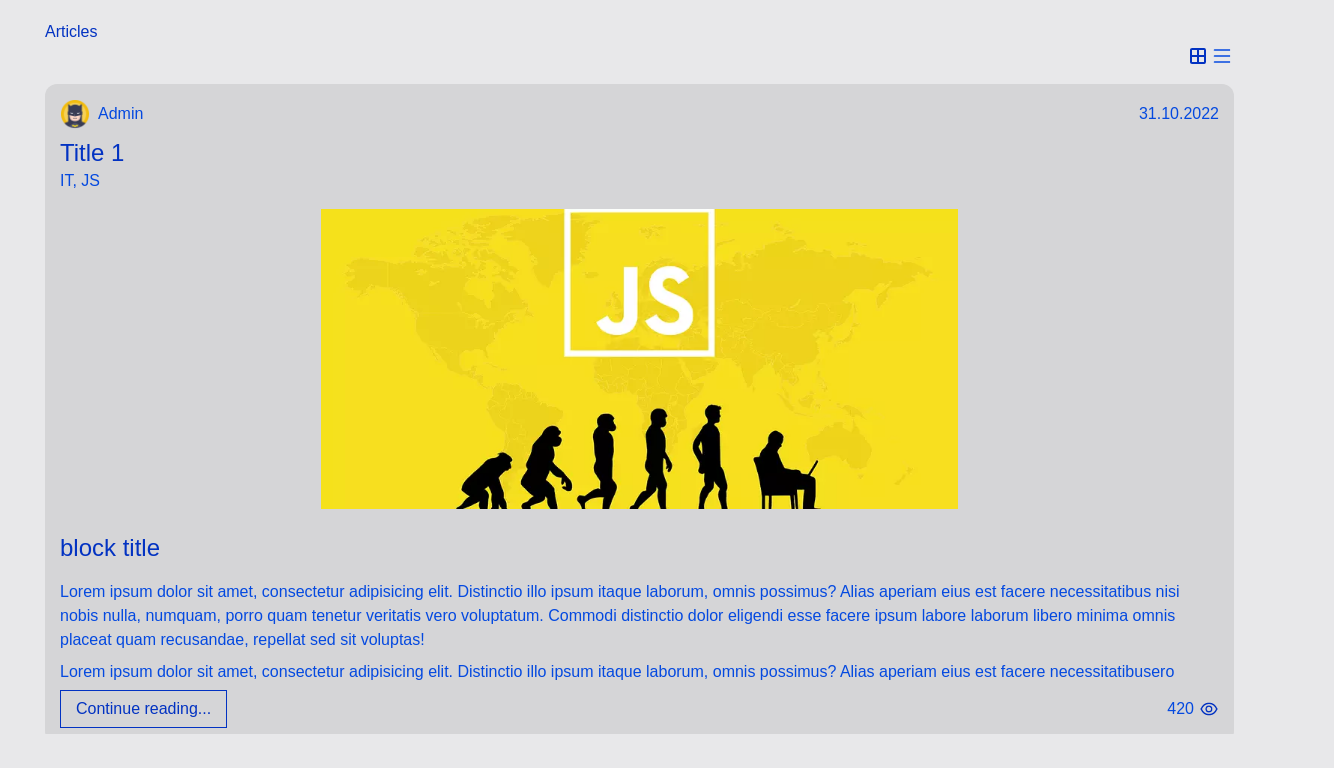 Articles
Admin
31.10.2022
Title 1
IT, JS
JS
block title
Lorem ipsum dolor sit amet, consectetur adipisicing elit. Distinctio illo ipsum itaque laborum, omnis possimus? Alias aperiam eius est facere necessitatibus nisi
nobis nulla, numquam, porro quam tenetur veritatis vero voluptatum. Commodi distinctio dolor eligendi esse facere ipsum labore laborum libero minima omnis
placeat quam recusandae, repellat sed sit voluptas!
Lorem ipsum dolor sit amet, consectetur adipisicing elit. Distinctio illo ipsum itaque laborum, omnis possimus? Alias aperiam eius est facere necessitatibusero
Continue reading...
420